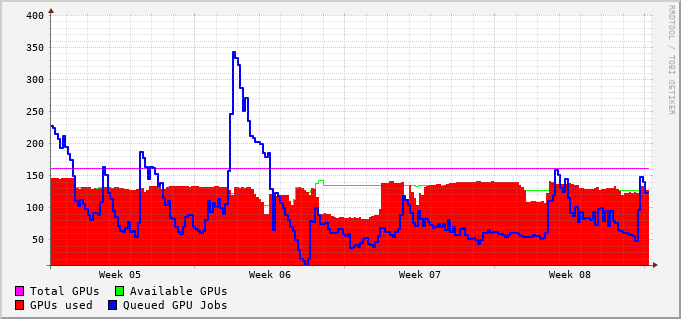 400
350
300
250
200
150
100
50
Week 05 Week 06 Week 07 Week 08
Total GPUs Available GPUs
GPUs used Queued GPU Jobs
RRDTOOL / TOBI OETIKER